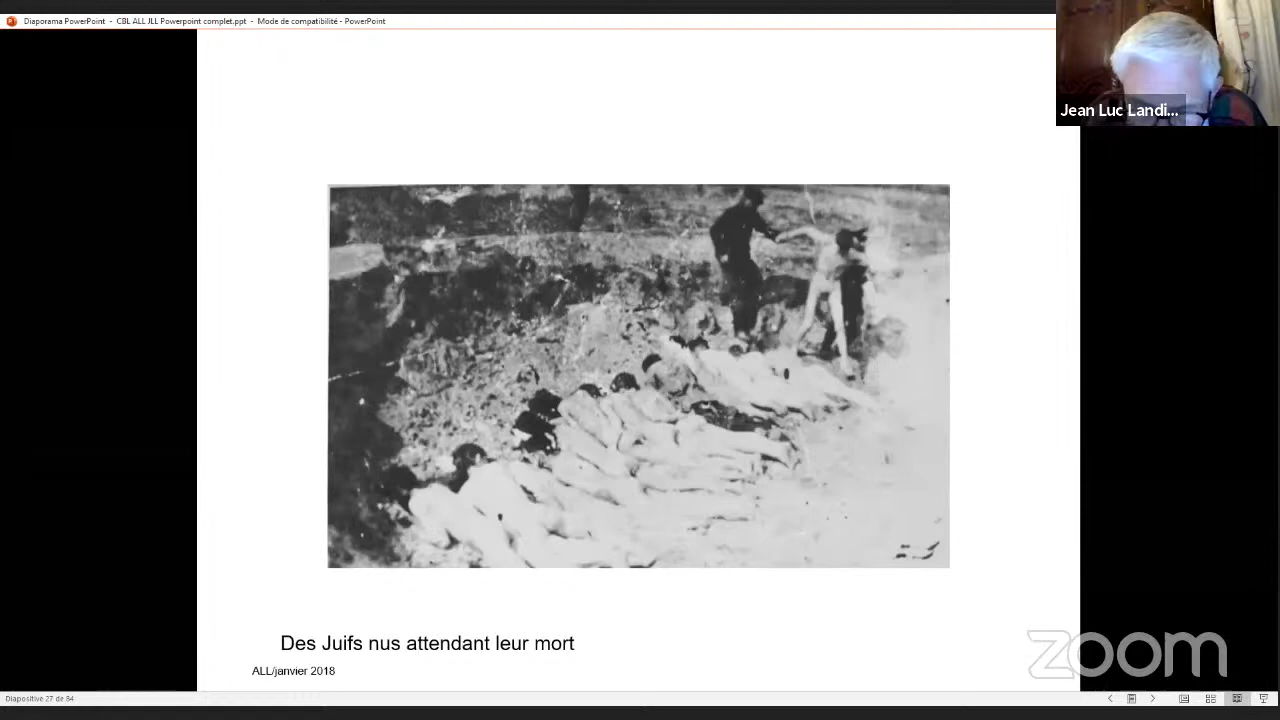 Diaporama PowerPoint - CBL ALL JLL Powerpoint complet.ppt - Mode de compatibilité - PowerPoint
Jean Luc Landi...
Des Juifs nus attendant leur mort
ALL/janvier 2018
zoom
Diapositive 27 de 84